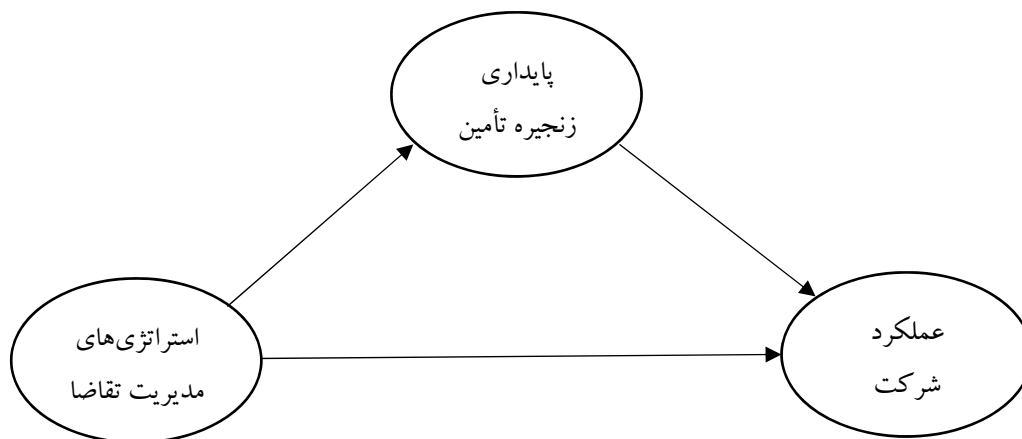 پایداری
زنجیره تأمین
استراتژی‌های
مدیریت تقاضا
عملکرد
شرکت